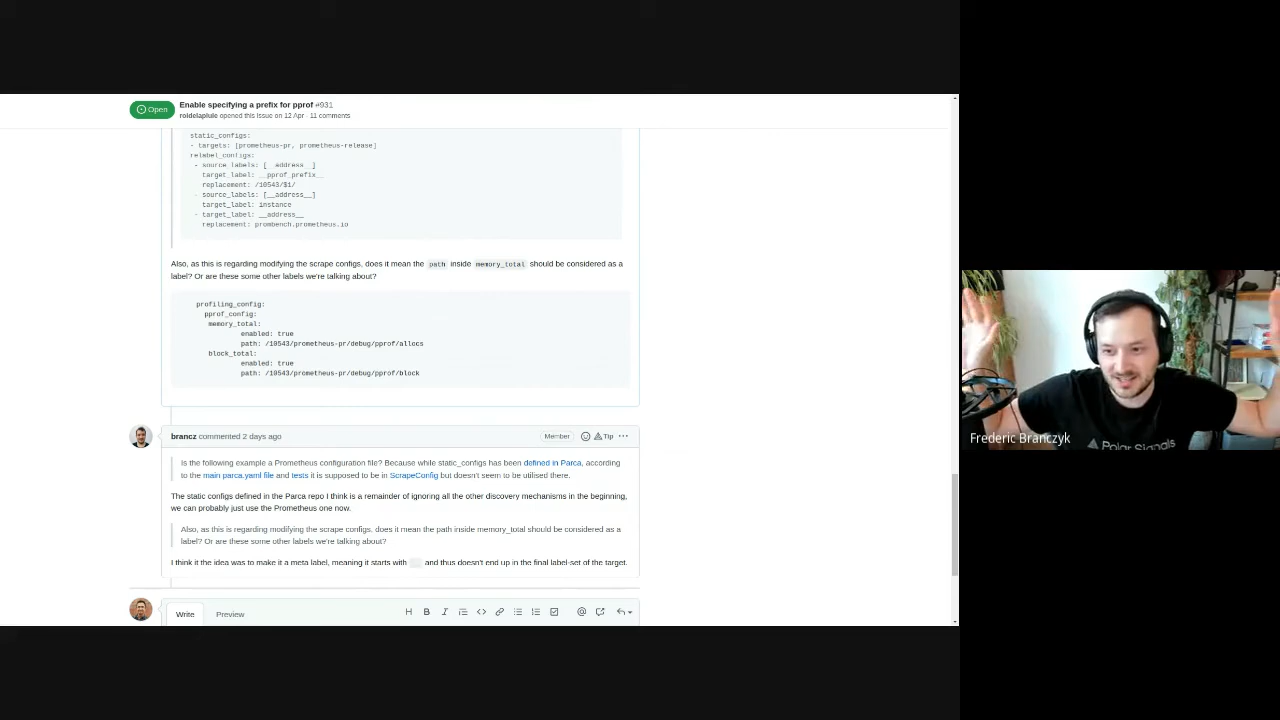 Open
Enable specifying a prefix for pprof #931
roidelapluie opened this issue on 12 Apr · 11 comments
static_configs:
- targets: [prometheus-pr, prometheus-release]
relabel_configs:
- source_labels: [__address__]
target_label: __pprof_prefix__
replacement: /10543/$1/
- source_labels: [__address__]
target_label: instance
- target_label: __address__
replacement: prombench.prometheus.io
Also, as this is regarding modifying the scrape configs, does it mean the path inside memory_total should be considered as a
label? Or are these some other labels we're talking about?
profiling_config:
pprof_config:
memory_total:
enabled: true
path: /10543/prometheus-pr/debug/pprof/allocs
block_total:
enabled: true
path: /10543/prometheus-pr/debug/pprof/block
brancz commented 2 days ago
Member
Tip
Is the following example a Prometheus configuration file? Because while static_configs has been defined in Parca, according
to the main parca.yaml file and tests it is supposed to be in ScrapeConfig but doesn't seem to be utilised there.
The static configs defined in the Parca repo I think is a remainder of ignoring all the other discovery mechanisms in the beginning,
we can probably just use the Prometheus one now.
Also, as this is regarding modifying the scrape configs, does it mean the path inside memory_total should be considered as a
label? Or are these some other labels we're talking about?
I think it the idea was to make it a meta label, meaning it starts with __ and thus doesn't end up in the final label-set of the target.
Write
Preview
Polar Signals
Frederic Branczyk